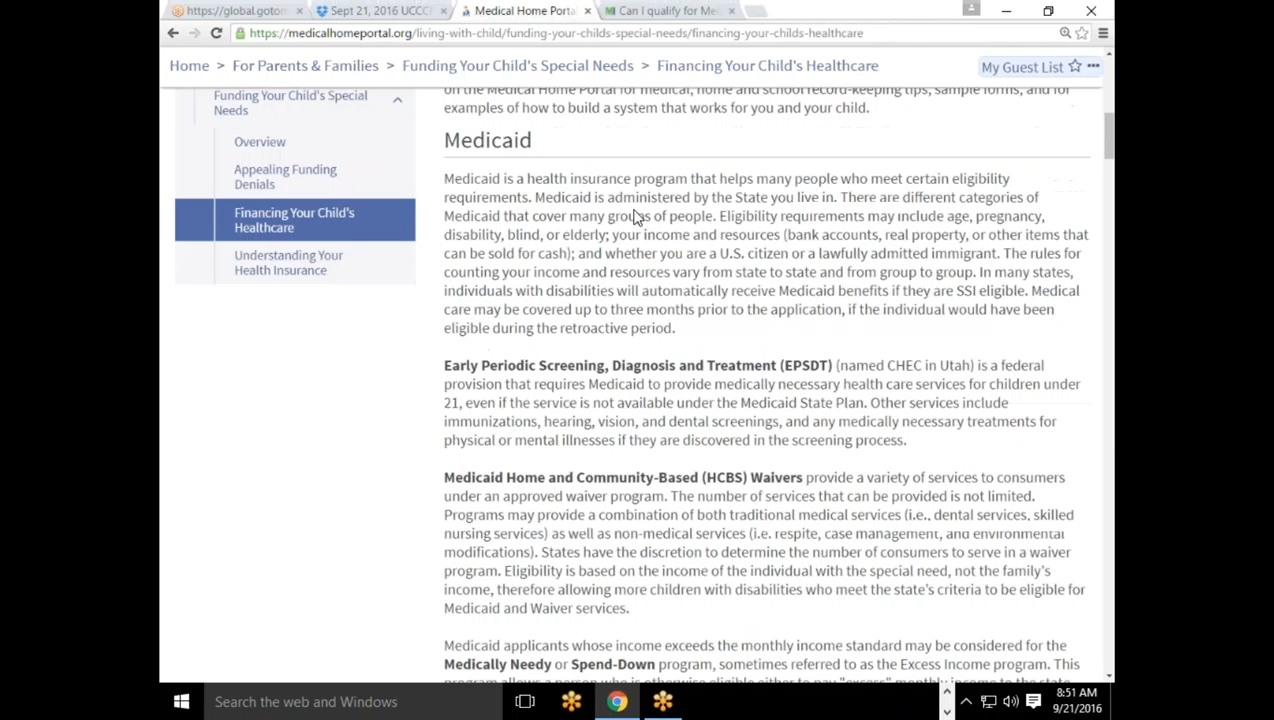 https://global.gotom
Sept 21, 2016 UCCC
Medical Home Porta
Can I qualify for Me
https://medicalhomeportal.org/living-with-child/funding-your-childs-special-needs/financing-your-childs-healthcare
Home > For Parents & Families > Funding Your Child's Special Needs > Financing Your Child's Healthcare
My Guest List
Funding Your Child's Special
Needs
Overview
Appealing Funding
Denials
Financing Your Child's
Healthcare
Understanding Your
Health Insurance
on the Medical Home Portal for medical, home and school record-keeping tips, sample forms, and for
examples of how to build a system that works for you and your child.
Medicaid
Medicaid is a health insurance program that helps many people who meet certain eligibility
requirements. Medicaid is administered by the State you live in. There are different categories of
Medicaid that cover many groups of people. Eligibility requirements may include age, pregnancy,
disability, blind, or elderly; your income and resources (bank accounts, real property, or other items that
can be sold for cash); and whether you are a U.S. citizen or a lawfully admitted immigrant. The rules for
counting your income and resources vary from state to state and from group to group. In many states,
individuals with disabilities will automatically receive Medicaid benefits if they are SSI eligible. Medical
care may be covered up to three months prior to the application, if the individual would have been
eligible during the retroactive period.
Early Periodic Screening, Diagnosis and Treatment (EPSDT) (named CHEC in Utah) is a federal
provision that requires Medicaid to provide medically necessary health care services for children under
21, even if the service is not available under the Medicaid State Plan. Other services include
immunizations, hearing, vision, and dental screenings, and any medically necessary treatments for
physical or mental illnesses if they are discovered in the screening process.
Medicaid Home and Community-Based (HCBS) Waivers provide a variety of services to consumers
under an approved waiver program. The number of services that can be provided is not limited.
Programs may provide a combination of both traditional medical services (i.e., dental services, skilled
nursing services) as well as non-medical services (i.e. respite, case management, and environmental
modifications). States have the discretion to determine the number of consumers to serve in a waiver
program. Eligibility is based on the income of the individual with the special need, not the family's
income, therefore allowing more children with disabilities who meet the state's criteria to be eligible for
Medicaid and Waiver services.
Medicaid applicants whose income exceeds the monthly income standard may be considered for the
Medically Needy or Spend-Down program, sometimes referred to as the Excess Income program. This
program allows a person who is otherwise eligible either to pay "excess" monthly income to the state
Search the web and Windows
8:51 AM
9/21/2016